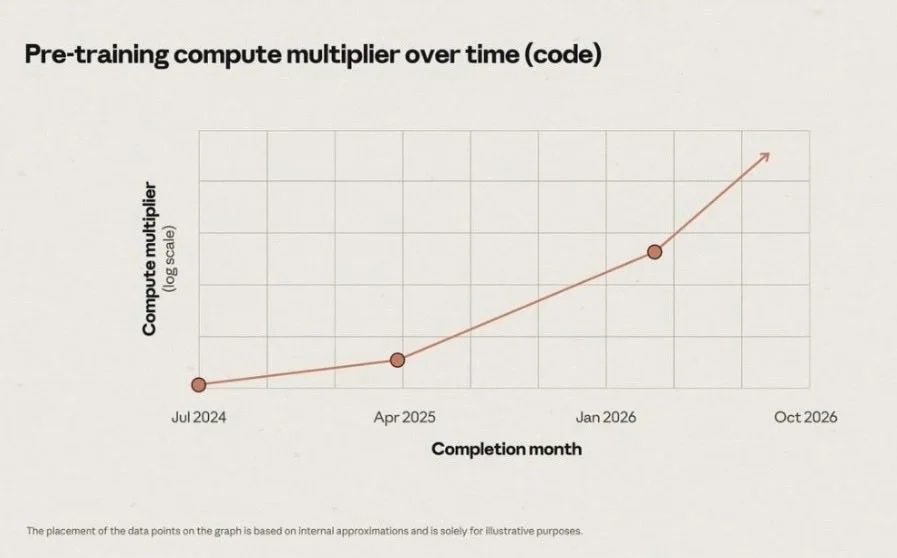 Pre-training compute multiplier over time (code)
Compute multiplier
(log scale)
Jul 2024
Apr 2025
Jan 2026
Oct 2026
Completion month
The placement of the data points on the graph is based on internal approximations and is solely for illustrative purposes.